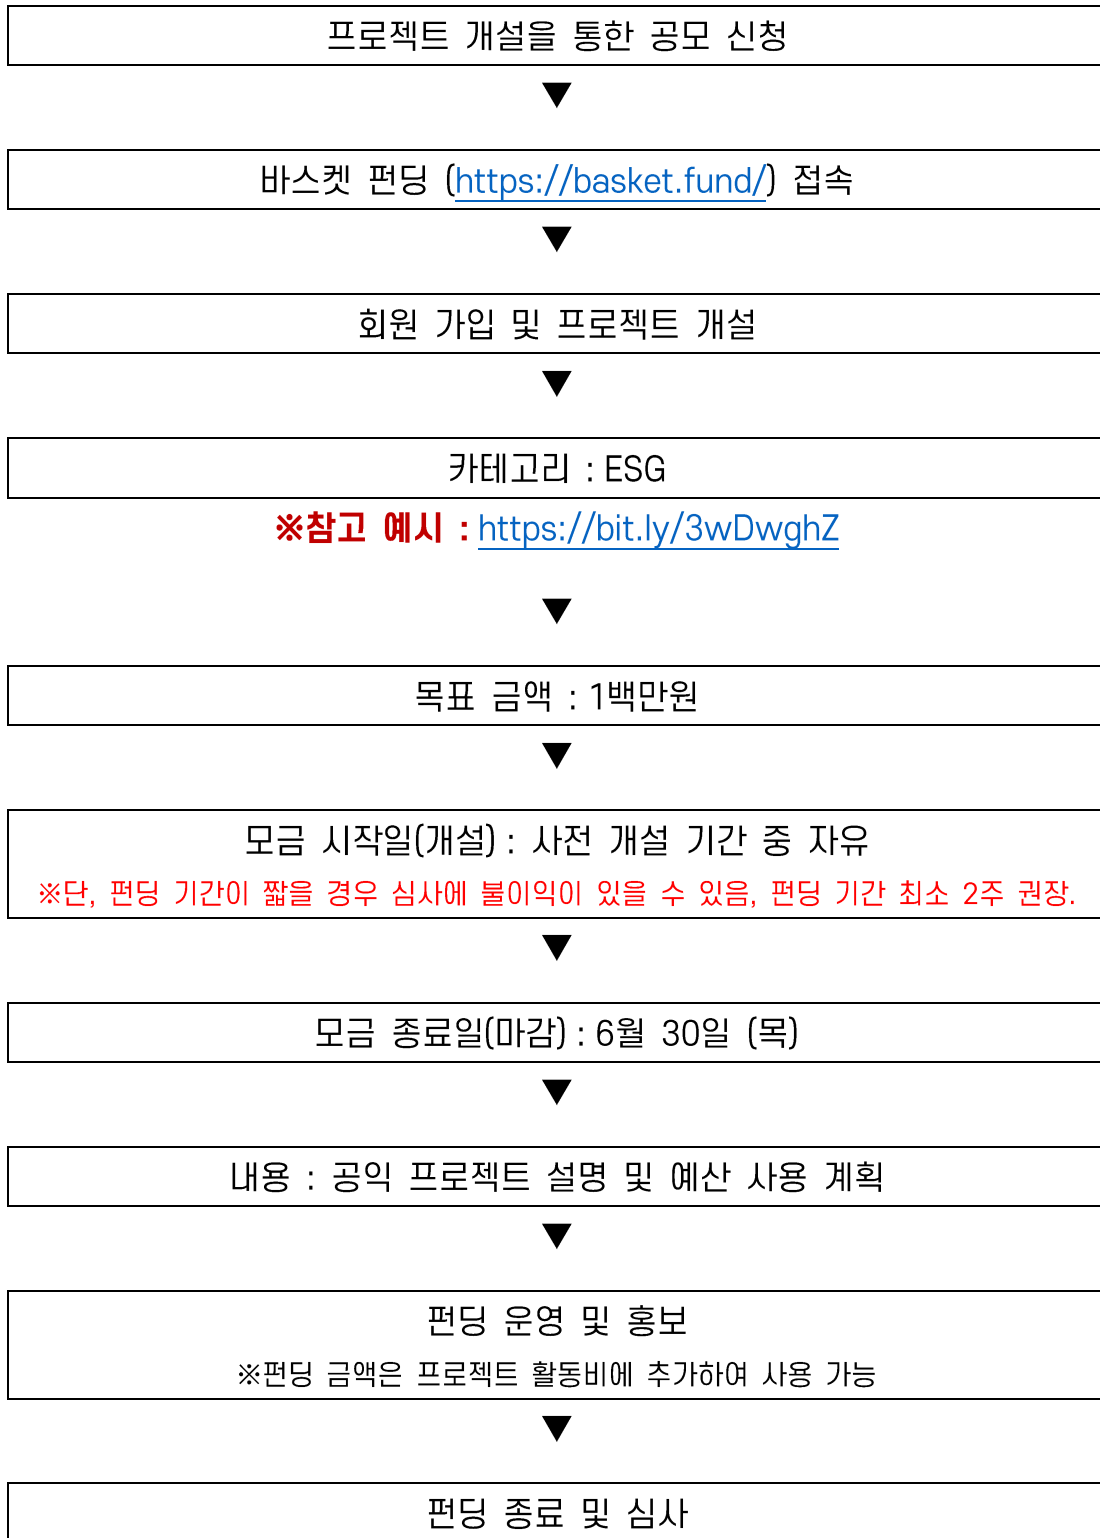 프로젝트 개설을 통한 공모 신청
▼
바스켓 펀딩 (https://basket.fund/) 접속
▼
회원 가입 및 프로젝트 개설
▼
카테고리 : ESG
※참고 예시 : https://bit.ly/3wDwghZ
▼
목표 금액 : 1백만원
▼
모금 시작일(개설) : 사전 개설 기간 중 자유
※단, 펀딩 기간이 짧을 경우 심사에 불이익이 있을 수 있음, 펀딩 기간 최소 2주 권장.
▼
모금 종료일(마감) : 6월 30일 (목)
▼
내용 : 공익 프로젝트 설명 및 예산 사용 계획
▼
펀딩 운영 및 홍보
※펀딩 금액은 프로젝트 활동비에 추가하여 사용 가능
▼
펀딩 종료 및 심사